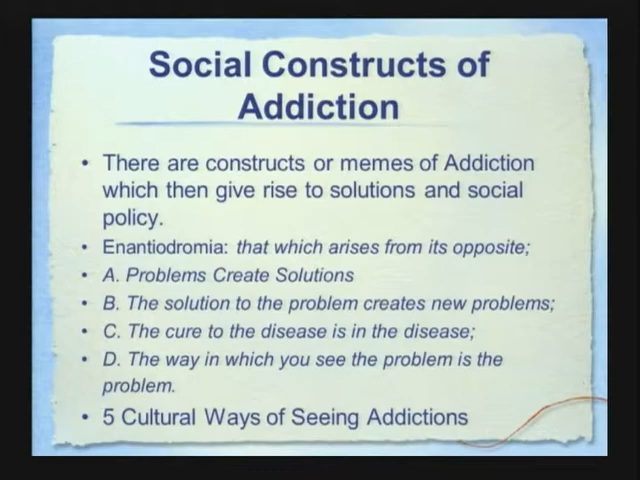 Social Constructs of
Addiction
• There are constructs or memes of Addiction
which then give rise to solutions and social
policy.
• Enantiodromia: that which arises from its opposite;
• A. Problems Create Solutions
• B. The solution to the problem creates new problems;
• C. The cure to the disease is in the disease;
• D. The way in which you see the problem is the
problem.
• 5 Cultural Ways of Seeing Addictions